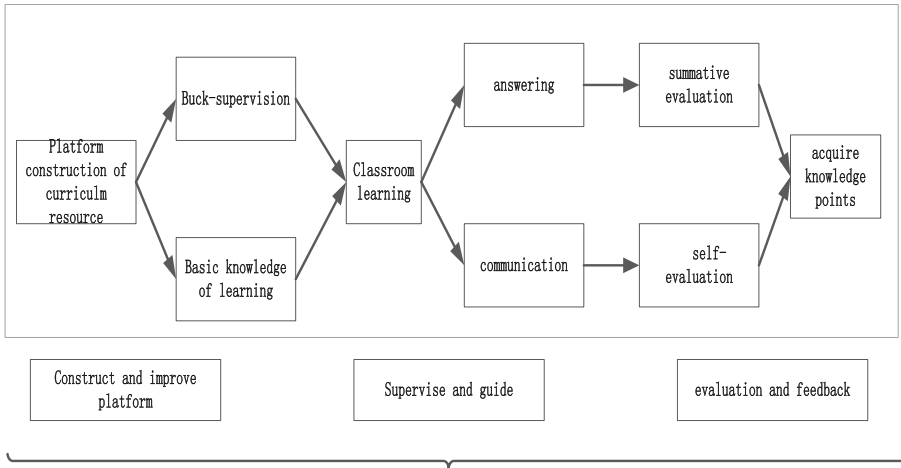 Platform
construction of
curriculm
resource
Buck-supervision
Basic knowledge
of learning
Classroom
learning
answering
communication
summative
evaluation
self-
evaluation
acquire
knowledge
points
Construct and improve
platform
Supervise and guide
evaluation and feedback